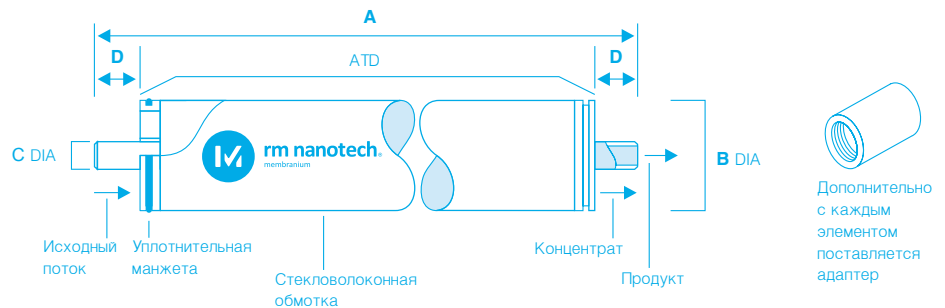 A
D
D
ATD
C DIA
rm nanotech®
membranium
B DIA
Исходный
поток
Уплотнительная
манжета
Стекловолоконная
обмотка
Концентрат
Продукт
Дополнительно
с каждым
элементом
поставляется
адаптер